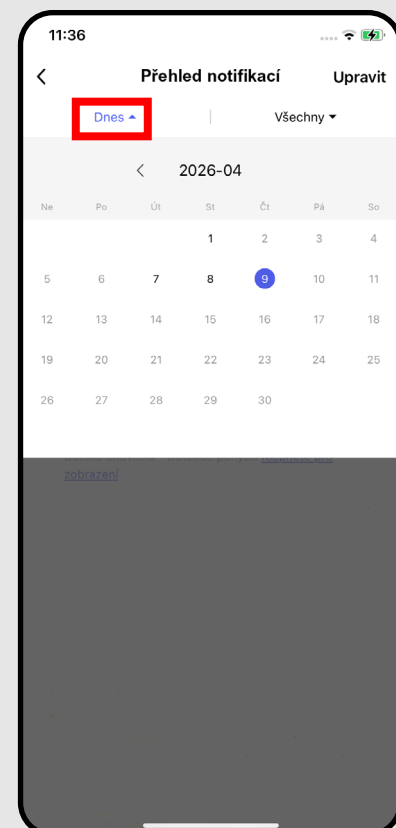 11:36
Přehled notifikací
Upravit
Dnes
Všechny
2026-04
Ne Po Út St Čt Pá So
1 2 3 4
5 6 7 8 9 10 11
12 13 14 15 16 17 18
19 20 21 22 23 24 25
26 27 28 29 30
zobrazení